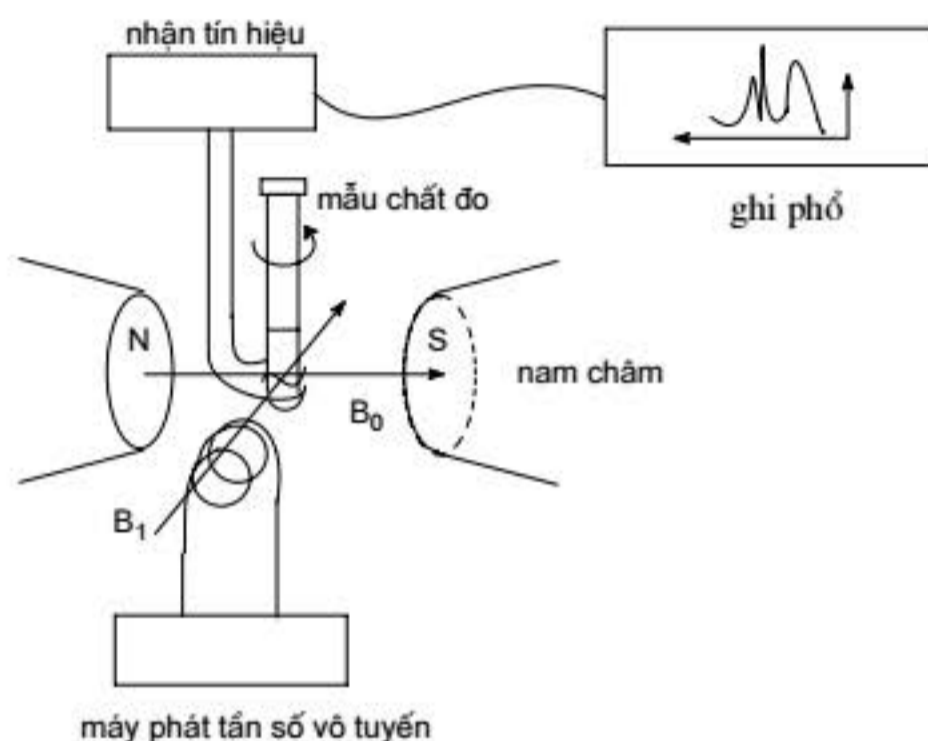 nhận tín hiệu
mẫu chất đo
ghi phổ
N
S
nam châm
B₀
B₁
máy phát tần số vô tuyến